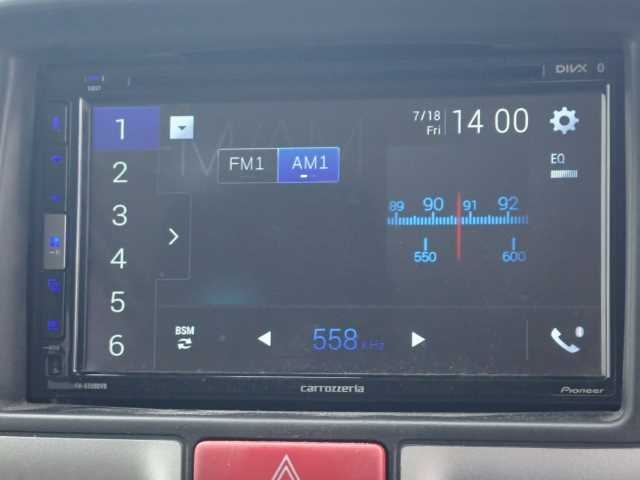 DIVX
1
2
3
4
5
6
FM1 AM1
7/18
Fri
14 00
EQ
89 90 91 92
550 600
BSM
558 kHz
carrozzeria
Pioneer